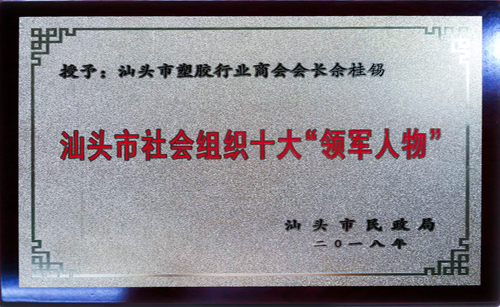 授予：汕头市塑胶行业商会会长余桂锡
汕头市社会组织十大“领军人物”
汕头市民政局
二〇一八年